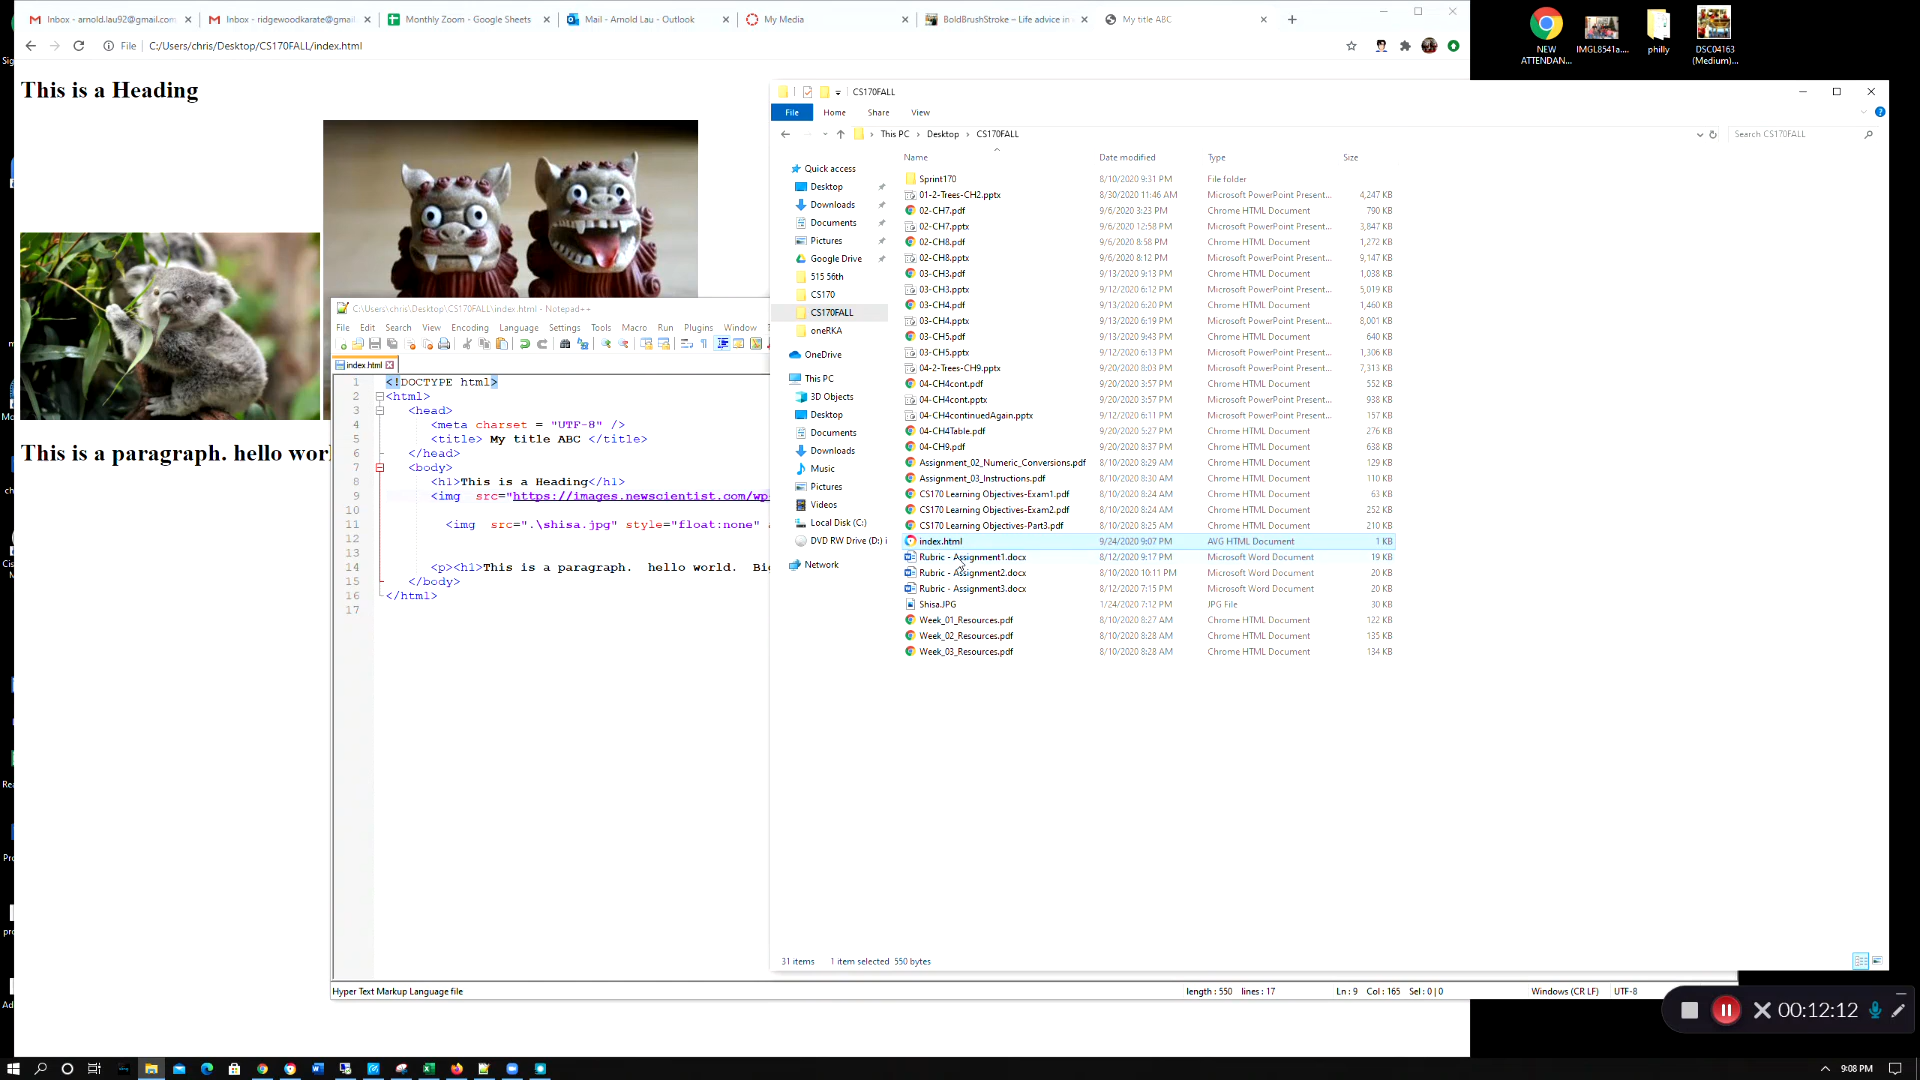 Inbox - arnold.lau92@gmail.com
Inbox - ridgewoodkarate@gmail
Monthly Zoom - Google Sheets
Mail - Arnold Lau - Outlook
My Media
BoldBrushStroke – Life advice in
My title ABC
File C:/Users/chris/Desktop/CS170FALL/index.html
NEW ATTENDAN...
IMGL8541a....
philly
DSC04163 (Medium)...
This is a Heading
This is a paragraph. hello wor
C:\Users\chris\Desktop\CS170FALL\index.html - Notepad++
File Edit Search View Encoding Language Settings Tools Macro Run Plugins Window
index.html
1 <!DOCTYPE html>
2 <html>
3 <head>
4 <meta charset = "UTF-8" />
5 <title> My title ABC </title>
6 </head>
7 <body>
8 <h1>This is a Heading</h1>
9 <img src="https://images.newscientist.com/wp
10
11 <img src=".\shisa.jpg" style="float:none"
12
13
14 <p><h1>This is a paragraph. hello world.
15 </body>
16 </html>
17
Hyper Text Markup Language file
length : 550 lines : 17
Ln : 9 Col : 165 Sel : 0 | 0
Windows (CR LF)
UTF-8
CS170FALL
File Home Share View
This PC > Desktop > CS170FALL
Search CS170FALL
Quick access
Desktop
Downloads
Documents
Pictures
Google Drive
515 56th
CS170
CS170FALL
oneRKA
OneDrive
This PC
3D Objects
Desktop
Documents
Downloads
Music
Pictures
Videos
Local Disk (C:)
DVD RW Drive (D:) i
Network
Name Date modified Type Size
Sprint170 8/10/2020 9:31 PM File folder
01-2-Trees-CH2.pptx 8/30/2020 11:46 AM Microsoft PowerPoint Present... 4,247 KB
02-CH7.pdf 9/6/2020 3:23 PM Chrome HTML Document 790 KB
02-CH7.pptx 9/6/2020 12:58 PM Microsoft PowerPoint Present... 3,847 KB
02-CH8.pdf 9/6/2020 8:58 PM Chrome HTML Document 1,272 KB
02-CH8.pptx 9/6/2020 8:12 PM Microsoft PowerPoint Present... 9,147 KB
03-CH3.pdf 9/13/2020 9:13 PM Chrome HTML Document 1,038 KB
03-CH3.pptx 9/12/2020 6:12 PM Microsoft PowerPoint Present... 5,019 KB
03-CH4.pdf 9/13/2020 6:20 PM Chrome HTML Document 1,460 KB
03-CH4.pptx 9/13/2020 6:19 PM Microsoft PowerPoint Present... 8,001 KB
03-CH5.pdf 9/13/2020 9:43 PM Chrome HTML Document 640 KB
03-CH5.pptx 9/12/2020 6:13 PM Microsoft PowerPoint Present... 1,306 KB
04-2-Trees-CH9.pptx 9/20/2020 8:03 PM Microsoft PowerPoint Present... 7,313 KB
04-CH4cont.pdf 9/20/2020 3:57 PM Chrome HTML Document 552 KB
04-CH4cont.pptx 9/20/2020 3:57 PM Microsoft PowerPoint Present... 938 KB
04-CH4continuedAgain.pptx 9/12/2020 6:11 PM Microsoft PowerPoint Present... 157 KB
04-CH4Table.pdf 9/20/2020 5:27 PM Chrome HTML Document 276 KB
04-CH9.pdf 9/20/2020 8:37 PM Chrome HTML Document 638 KB
Assignment_02_Numeric_Conversions.pdf 8/10/2020 8:29 AM Chrome HTML Document 129 KB
Assignment_03_Instructions.pdf 8/10/2020 8:30 AM Chrome HTML Document 110 KB
CS170 Learning Objectives-Exam1.pdf 8/10/2020 8:24 AM Chrome HTML Document 63 KB
CS170 Learning Objectives-Exam2.pdf 8/10/2020 8:24 AM Chrome HTML Document 252 KB
CS170 Learning Objectives-Part3.pdf 8/10/2020 8:25 AM Chrome HTML Document 210 KB
index.html 9/24/2020 9:07 PM AVG HTML Document 1 KB
Rubric - Assignment1.docx 8/12/2020 9:17 PM Microsoft Word Document 19 KB
Rubric - Assignment2.docx 8/10/2020 10:11 PM Microsoft Word Document 20 KB
Rubric - Assignment3.docx 8/12/2020 7:15 PM Microsoft Word Document 20 KB
Shisa.JPG 1/24/2020 7:12 PM JPG File 30 KB
Week_01_Resources.pdf 8/10/2020 8:27 AM Chrome HTML Document 122 KB
Week_02_Resources.pdf 8/10/2020 8:28 AM Chrome HTML Document 135 KB
Week_03_Resources.pdf 8/10/2020 8:28 AM Chrome HTML Document 134 KB
31 items 1 item selected 550 bytes
00:12:12
9:08 PM